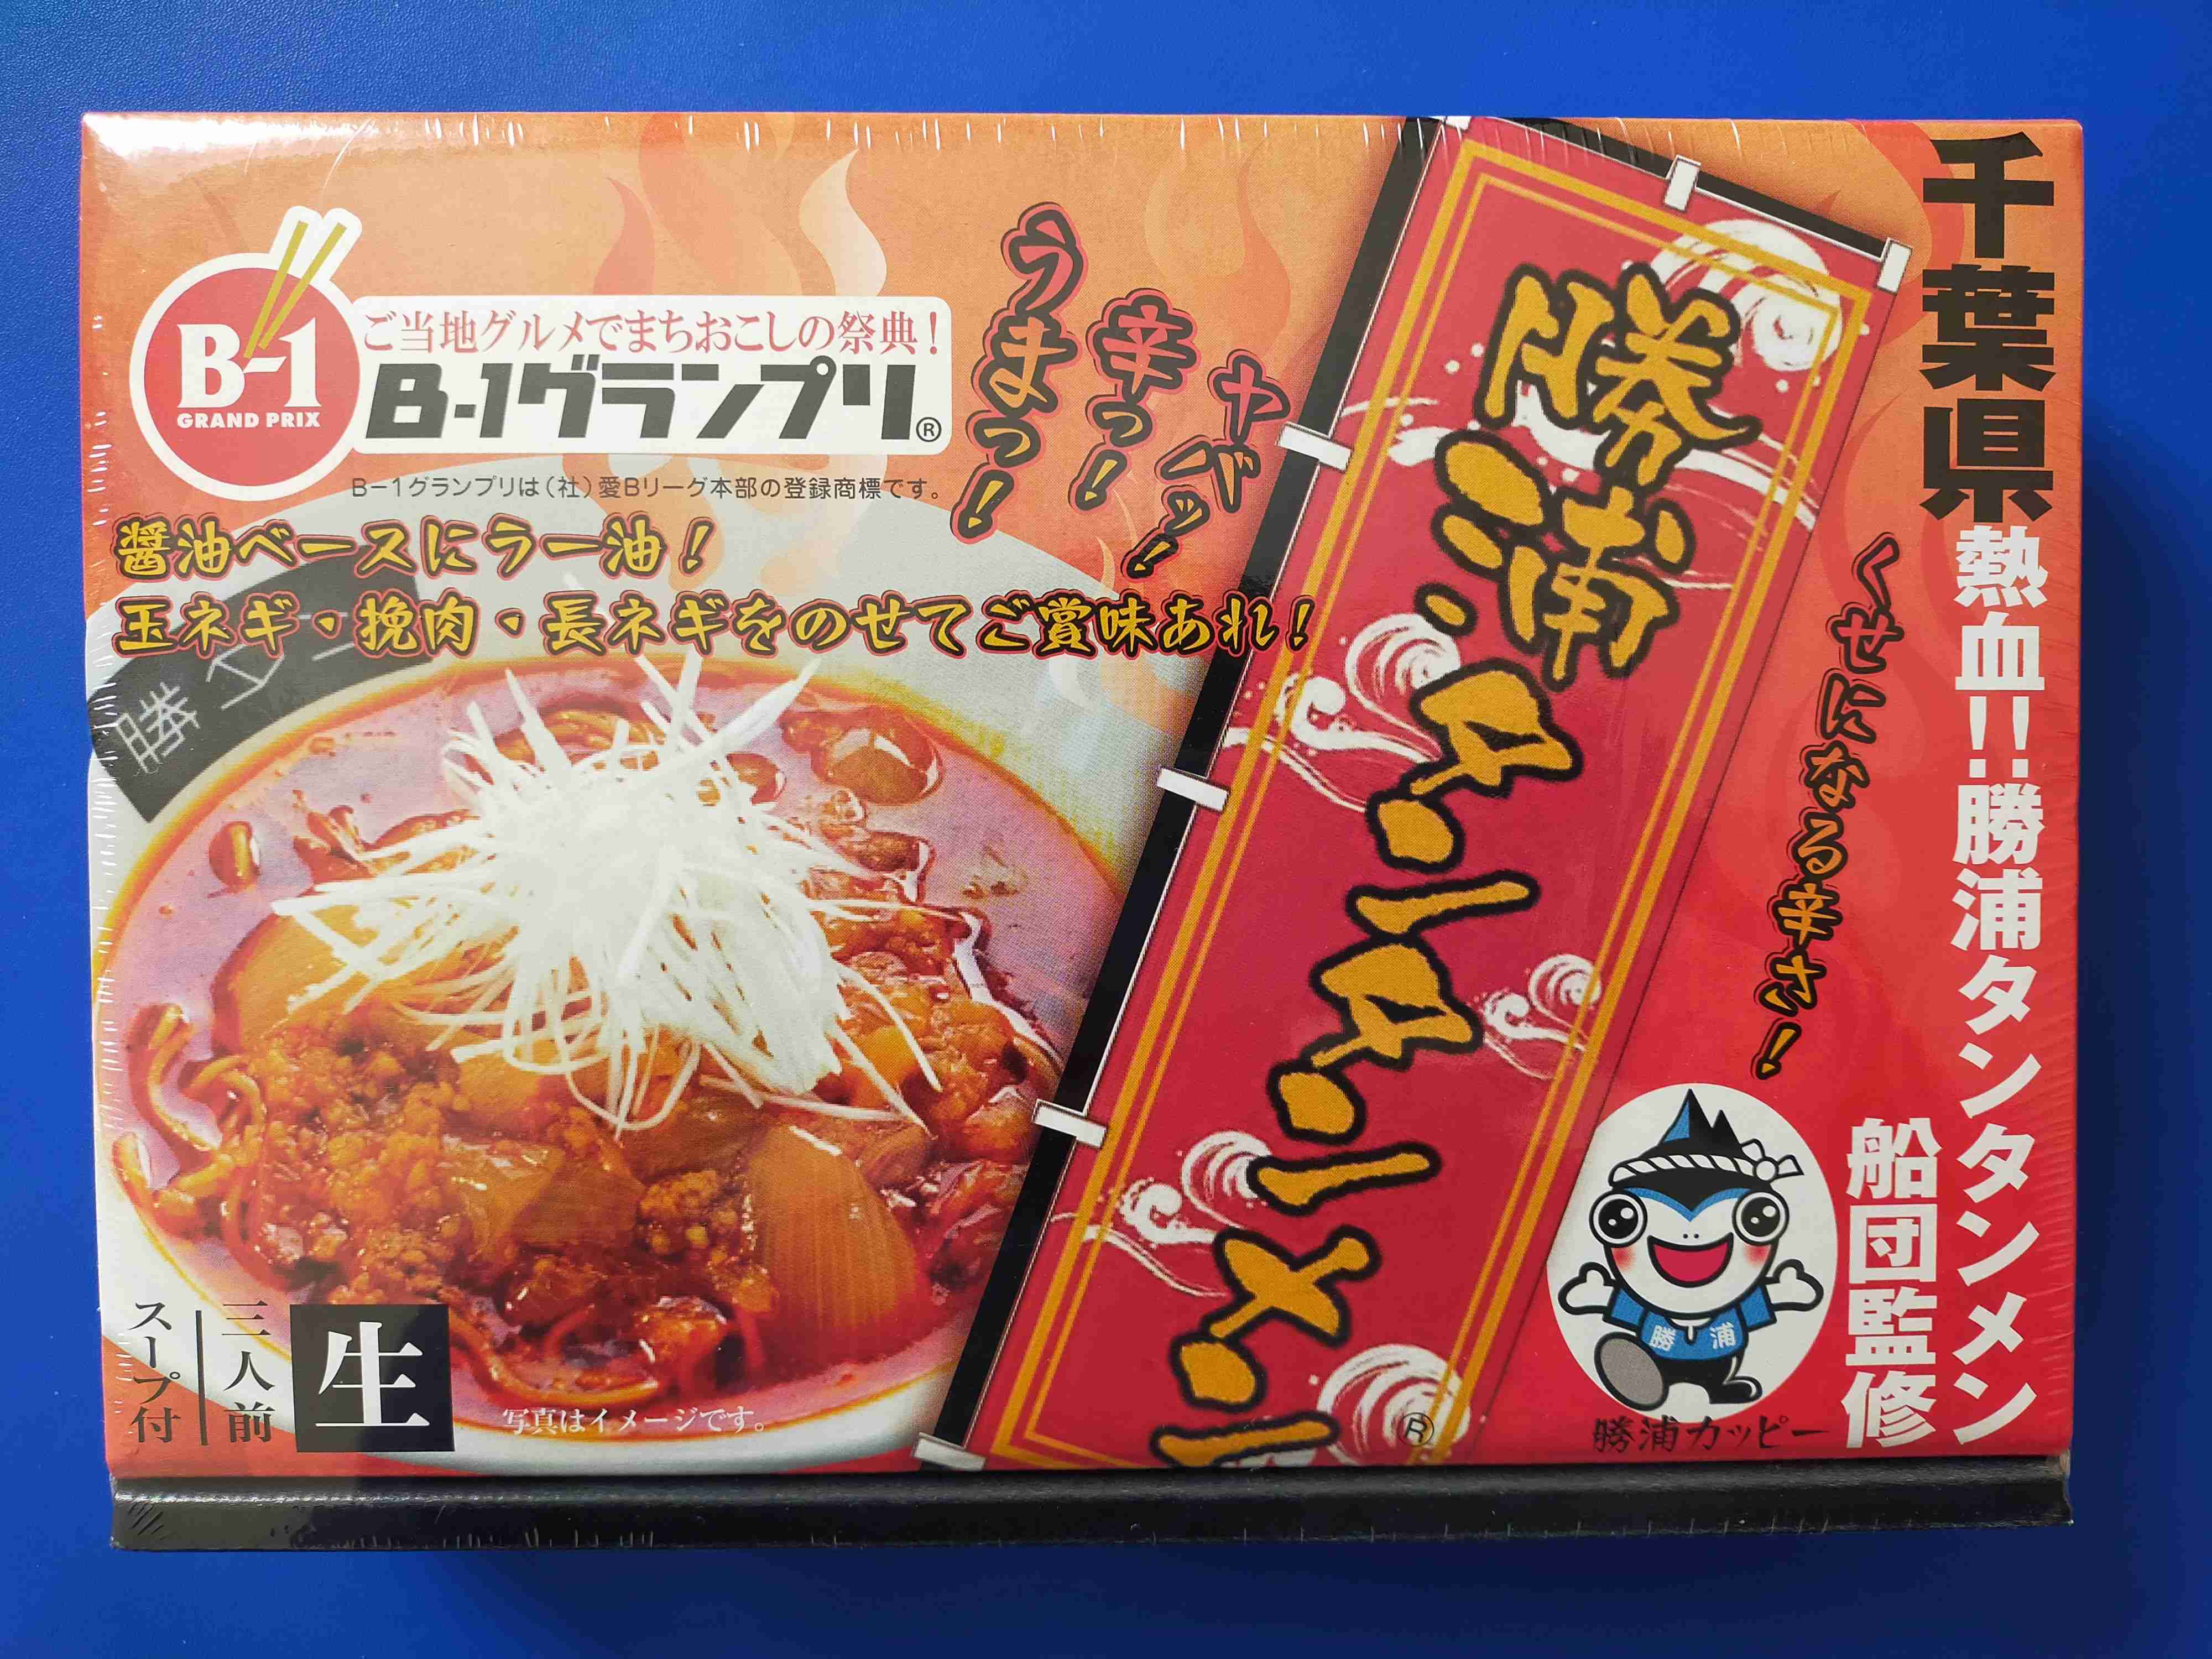 千葉県
熱血!!勝浦タンタンメン
船団監修
くせになる辛さ!
勝浦タンタンメン
®
うまっ!
辛っ!
ヤバッ!
B-1
GRAND PRIX
ご当地グルメでまちおこしの祭典!
B-1グランプリ®
B-1グランプリは(社)愛Bリーグ本部の登録商標です。
醤油ベースにラー油!
玉ネギ・挽肉・長ネギをのせてご賞味あれ!
勝
生
三人前
スープ付
写真はイメージです。
勝浦
勝浦カッピー